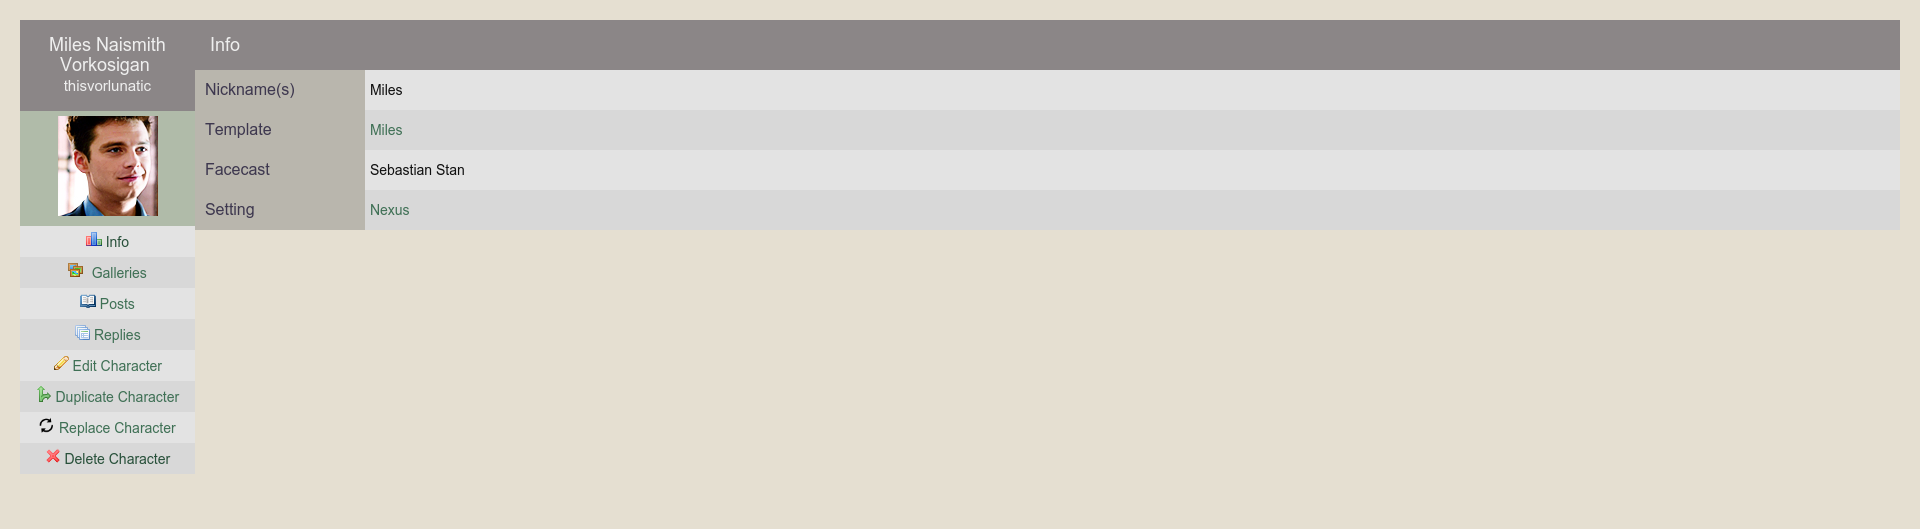 Miles Naismith
Vorkosigan
thisvorlunatic
Info
Galleries
Posts
Replies
Edit Character
Duplicate Character
Replace Character
Delete Character
Info
Nickname(s) Miles
Template Miles
Facecast Sebastian Stan
Setting Nexus